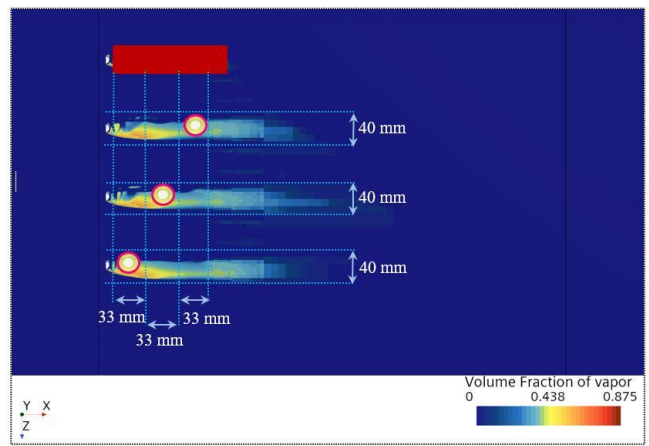 40 mm
40 mm
40 mm
33 mm 33 mm
33 mm
Volume Fraction of vapor
0 0.438 0.875
Y X
Z